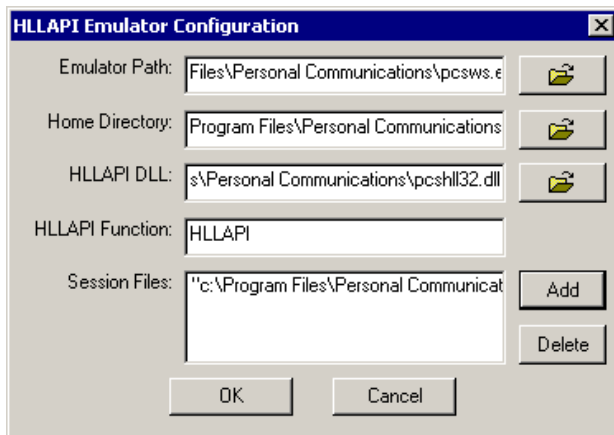 HLLAPI Emulator Configuration
Emulator Path: Files\Personal Communications\pcsws.e
Home Directory: Program Files\Personal Communications
HLLAPI DLL: s\Personal Communications\pcshll32.dll
HLLAPI Function: HLLAPI
Session Files: "c:\Program Files\Personal Communicat
Add
Delete
OK Cancel